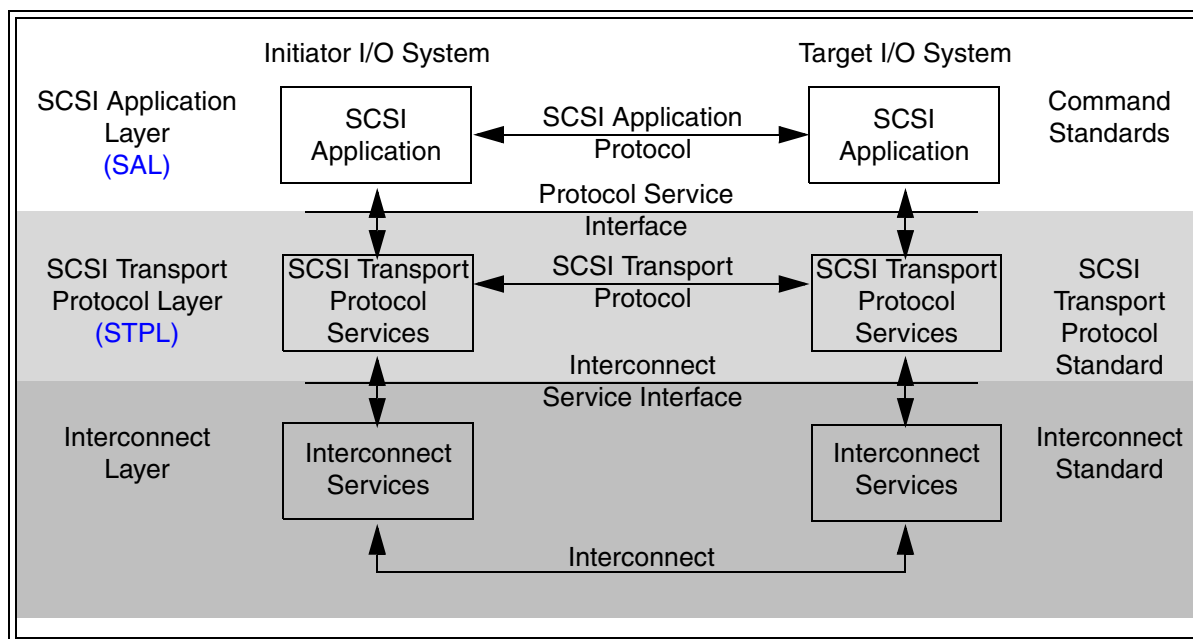 Initiator I/O System
Target I/O System
SCSI Application
Layer
(SAL)
SCSI
Application
SCSI Application
Protocol
SCSI
Application
Command
Standards
Protocol Service
Interface
SCSI Transport
Protocol Layer
(STPL)
SCSI Transport
Protocol
Services
SCSI Transport
Protocol
SCSI Transport
Protocol
Services
SCSI
Transport
Protocol
Standard
Interconnect
Service Interface
Interconnect
Layer
Interconnect
Services
Interconnect
Services
Interconnect
Standard
Interconnect